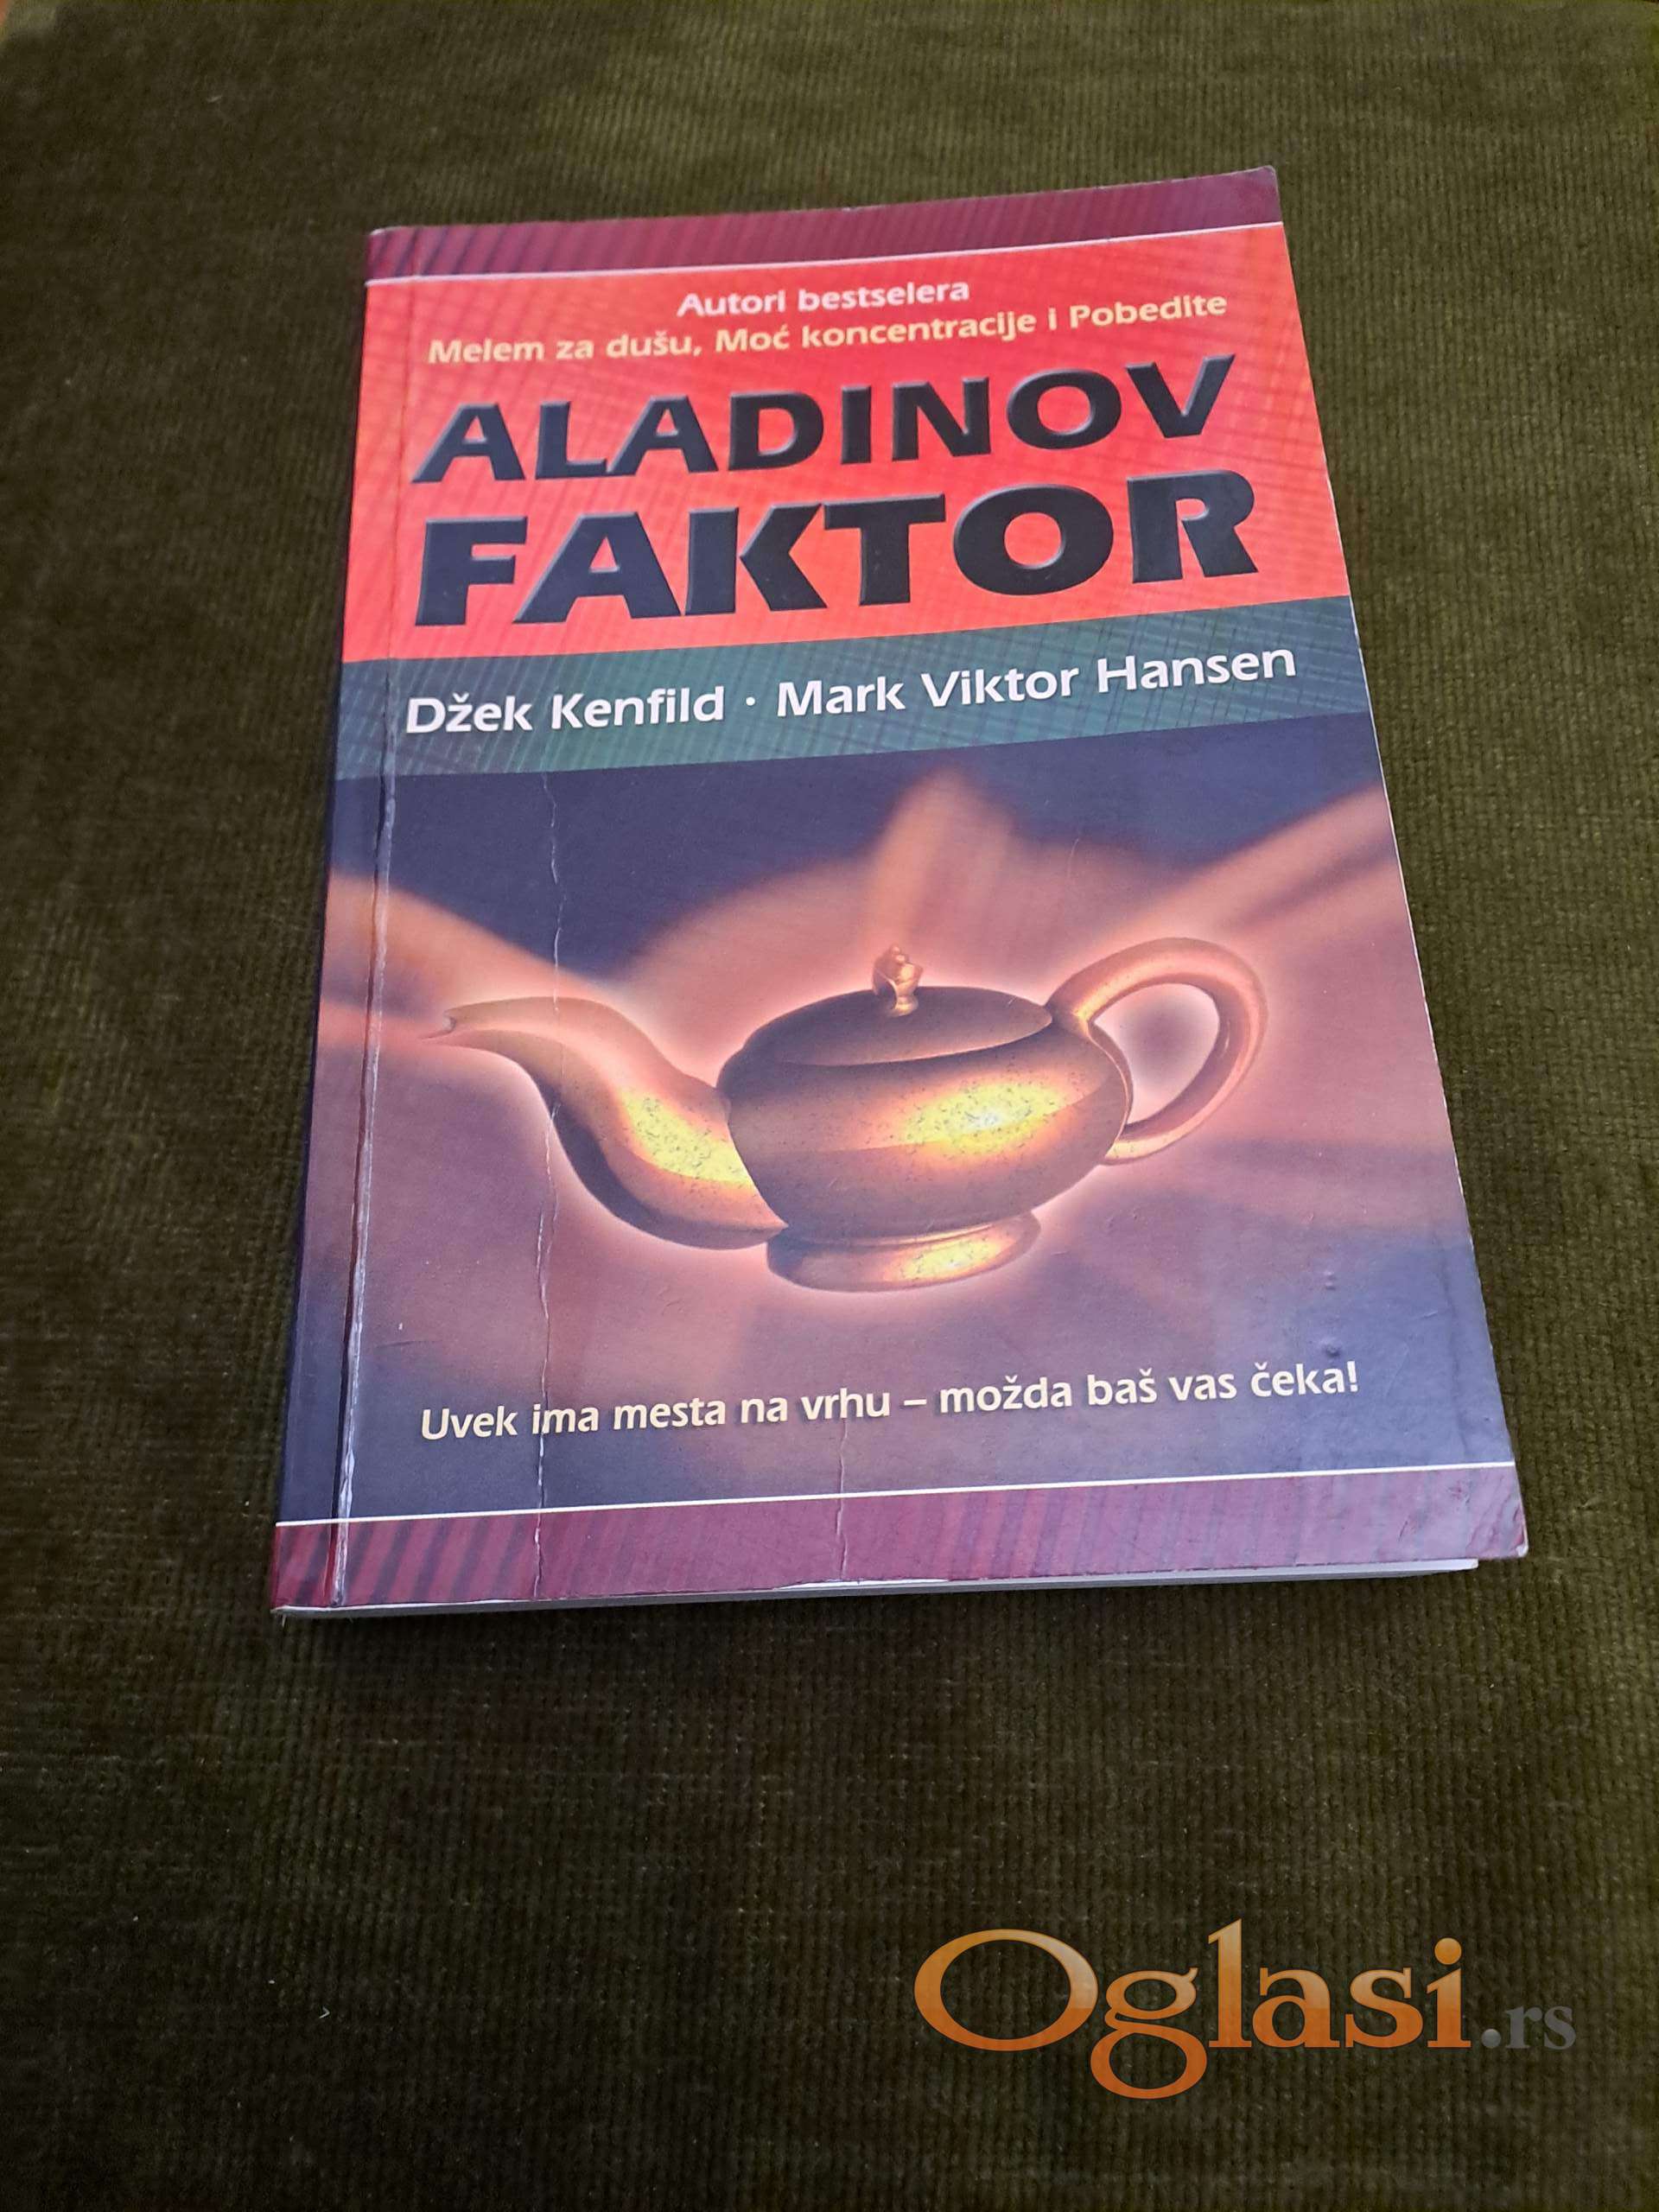 Autori bestselera
Melem za dušu, Moć koncentracije i Pobedite
ALADINOV
FAKTOR
Džek Kenfild · Mark Viktor Hansen
Uvek ima mesta na vrhu – možda baš vas čeka!
Oglasi.rs